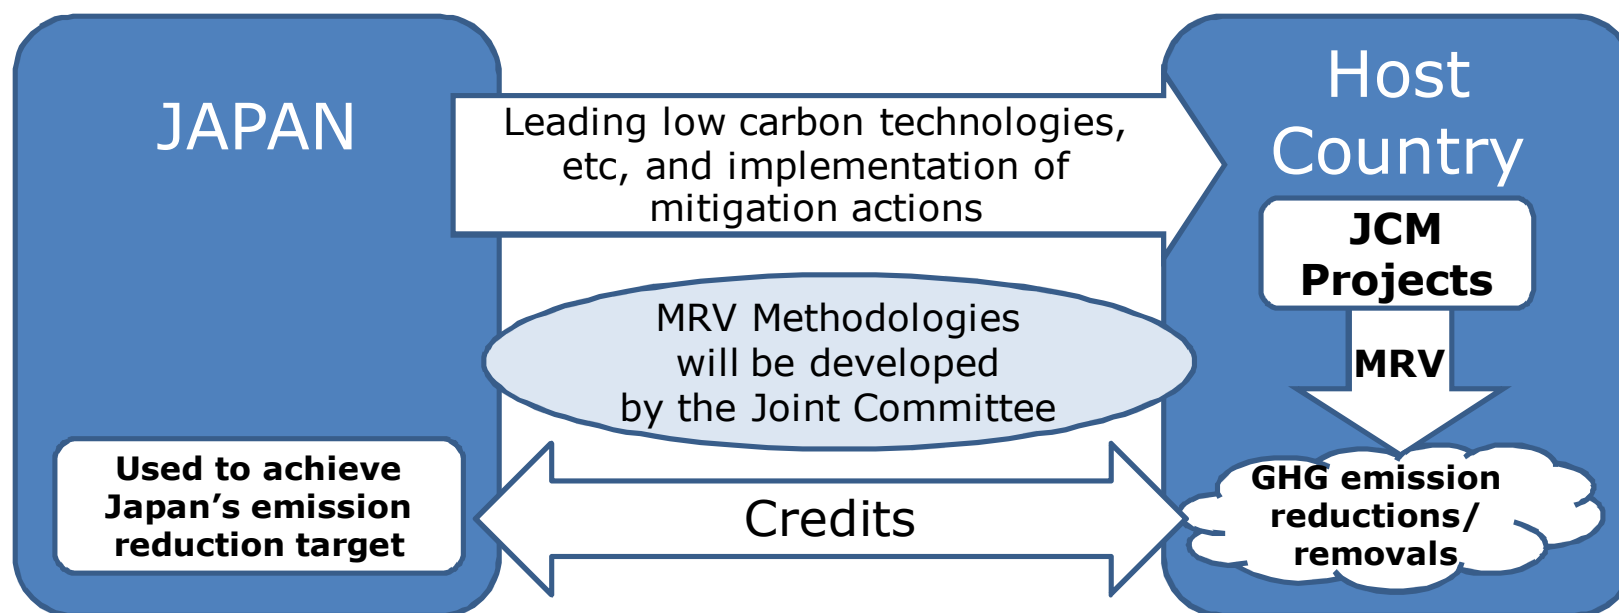 JAPAN
Leading low carbon technologies,
etc, and implementation of
mitigation actions
Host
Country
JCM
Projects
MRV Methodologies
will be developed
by the Joint Committee
MRV
Used to achieve
Japan’s emission
reduction target
Credits
GHG emission
reductions/
removals